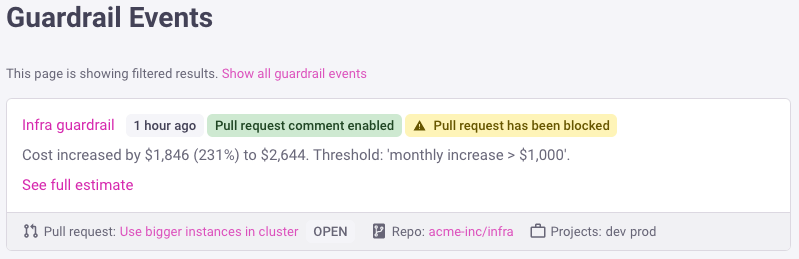 Guardrail Events
This page is showing filtered results. Show all guardrail events
Infra guardrail 1 hour ago Pull request comment enabled Pull request has been blocked
Cost increased by $1,846 (231%) to $2,644. Threshold: 'monthly increase > $1,000'.
See full estimate
Pull request: Use bigger instances in cluster OPEN Repo: acme-inc/infra Projects: dev prod